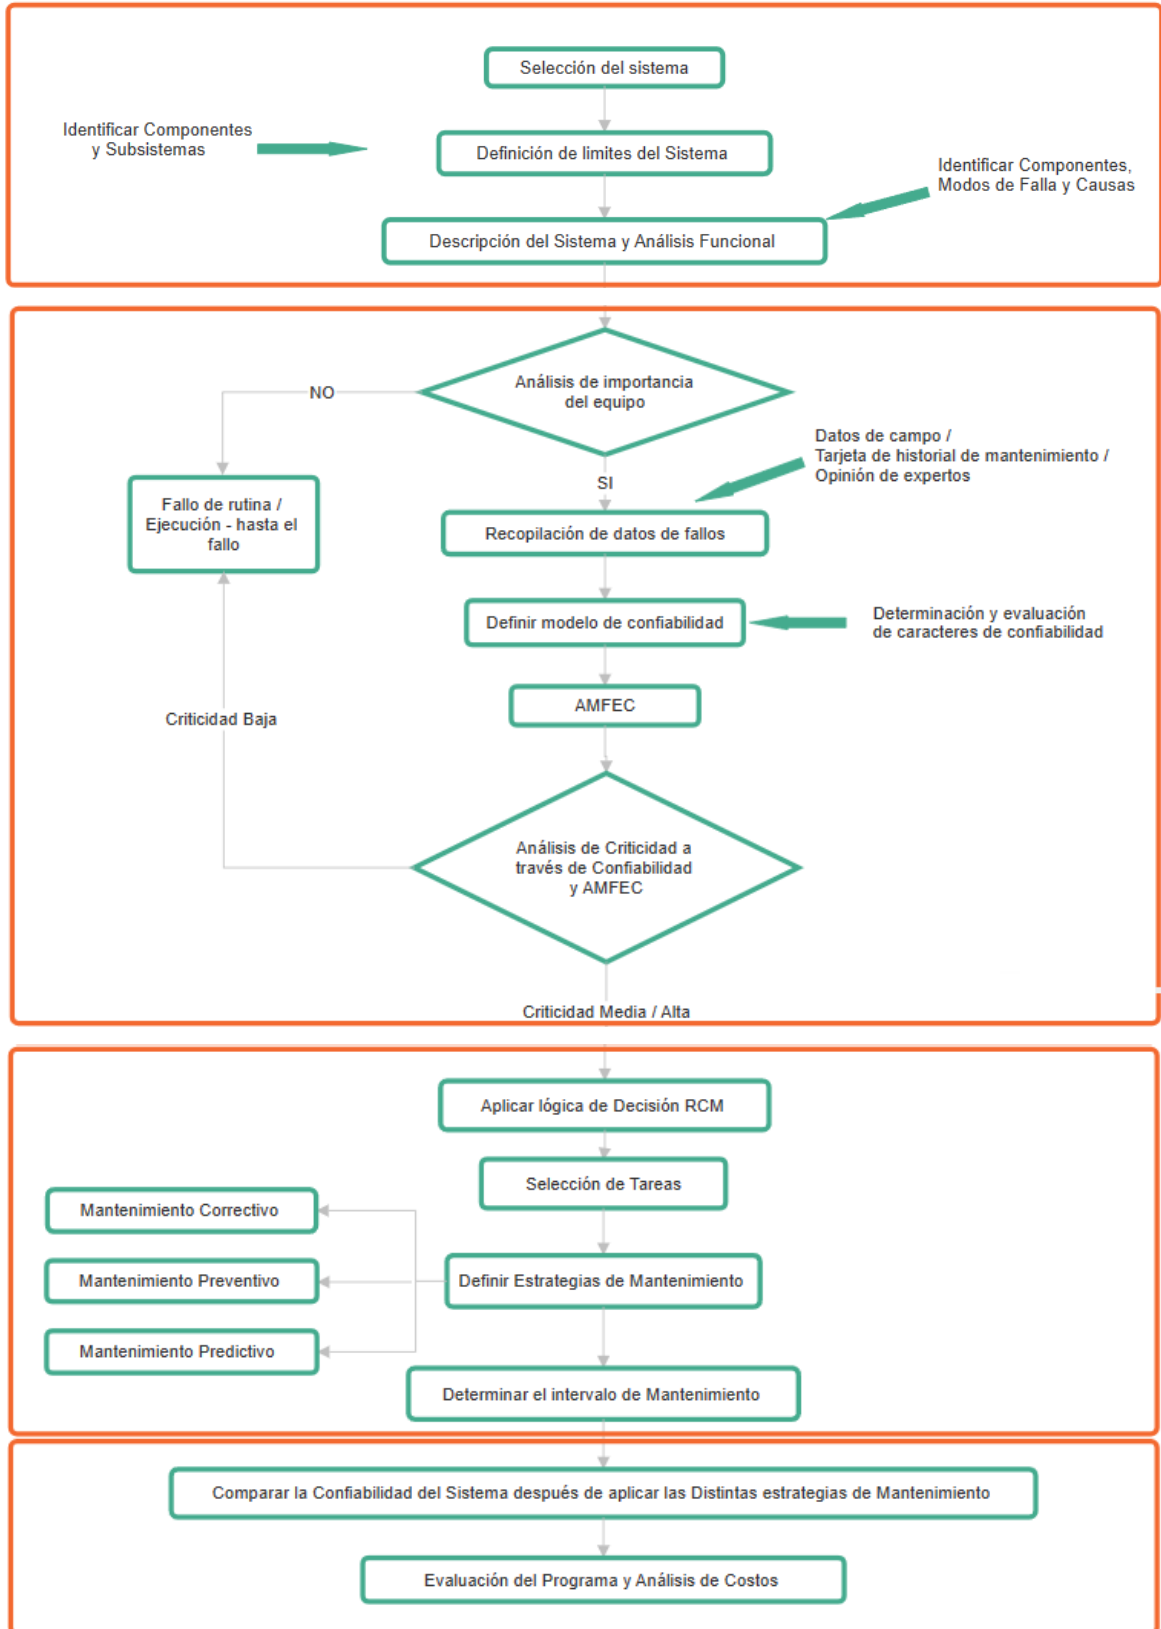 Selección del sistema
Identificar Componentes
y Subsistemas
Definición de limites del Sistema
Identificar Componentes,
Modos de Falla y Causas
Descripción del Sistema y Análisis Funcional
Análisis de importancia
del equipo
NO
Datos de campo /
Tarjeta de historial de mantenimiento /
Opinión de expertos
SI
Fallo de rutina /
Ejecución - hasta el
fallo
Recopilación de datos de fallos
Definir modelo de confiabilidad
Determinación y evaluación
de caracteres de confiabilidad
AMFEC
Criticidad Baja
Análisis de Criticidad a
través de Confiabilidad
y AMFEC
Criticidad Media / Alta
Aplicar lógica de Decisión RCM
Selección de Tareas
Mantenimiento Correctivo
Mantenimiento Preventivo
Definir Estrategias de Mantenimiento
Mantenimiento Predictivo
Determinar el intervalo de Mantenimiento
Comparar la Confiabilidad del Sistema después de aplicar las Distintas estrategias de Mantenimiento
Evaluación del Programa y Análisis de Costos